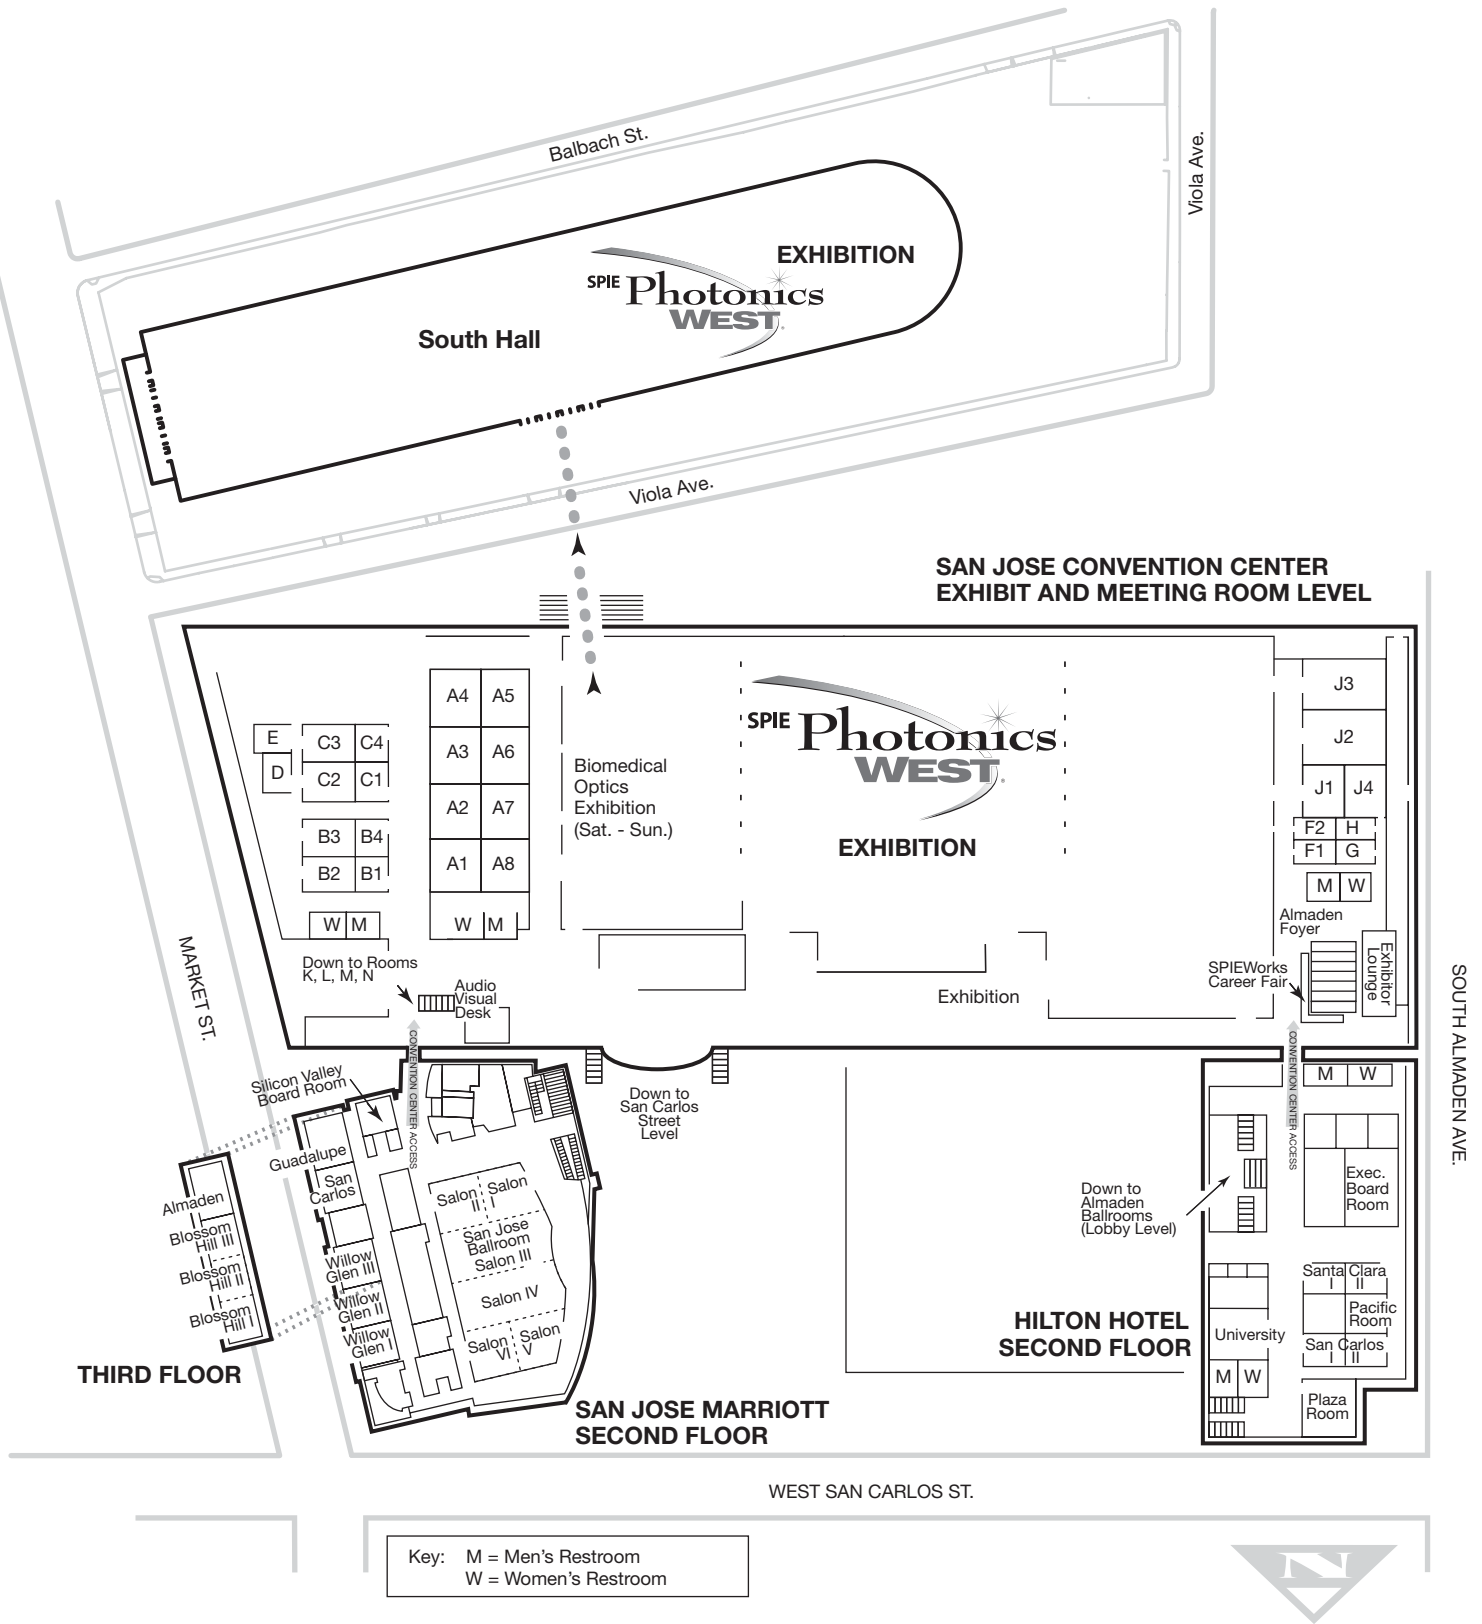 Balbach St.
Viola Ave.
EXHIBITION
SPIE Photonics
WEST®
South Hall
Viola Ave.
SAN JOSE CONVENTION CENTER
EXHIBIT AND MEETING ROOM LEVEL
A4 A5
J3
SPIE Photonics
WEST®
E
C3 C4
A3 A6
J2
D
C2 C1
Biomedical
Optics
Exhibition
(Sat. - Sun.)
J1 J4
A2 A7
B3 B4
F2 H
EXHIBITION
F1 G
A1 A8
B2 B1
M W
W M
W M
Almaden
Foyer
MARKET ST.
Down to Rooms
K, L, M, N
Audio
Visual
Desk
SPIEWorks
Career Fair
Exhibitor
Lounge
Exhibition
SOUTH ALMADEN AVE.
CONVENTION CENTER ACCESS
CONVENTION CENTER ACCESS
Silicon Valley
Board Room
Down to
San Carlos
Street
Level
M W
Guadalupe
San
Carlos
Almaden
Blossom
Hill III
Blossom
Hill II
Blossom
Hill I
Willow
Glen III
Willow
Glen II
Willow
Glen I
Salon
II
Salon
I
San Jose
Ballroom
Salon III
Salon IV
Salon
VI
Salon
V
Down to
Almaden
Ballrooms
(Lobby Level)
Exec.
Board
Room
Santa Clara
I II
Pacific
Room
University
San Carlos
I II
M W
Plaza
Room
HILTON HOTEL
SECOND FLOOR
THIRD FLOOR
SAN JOSE MARRIOTT
SECOND FLOOR
WEST SAN CARLOS ST.
Key: M = Men's Restroom
W = Women's Restroom
N